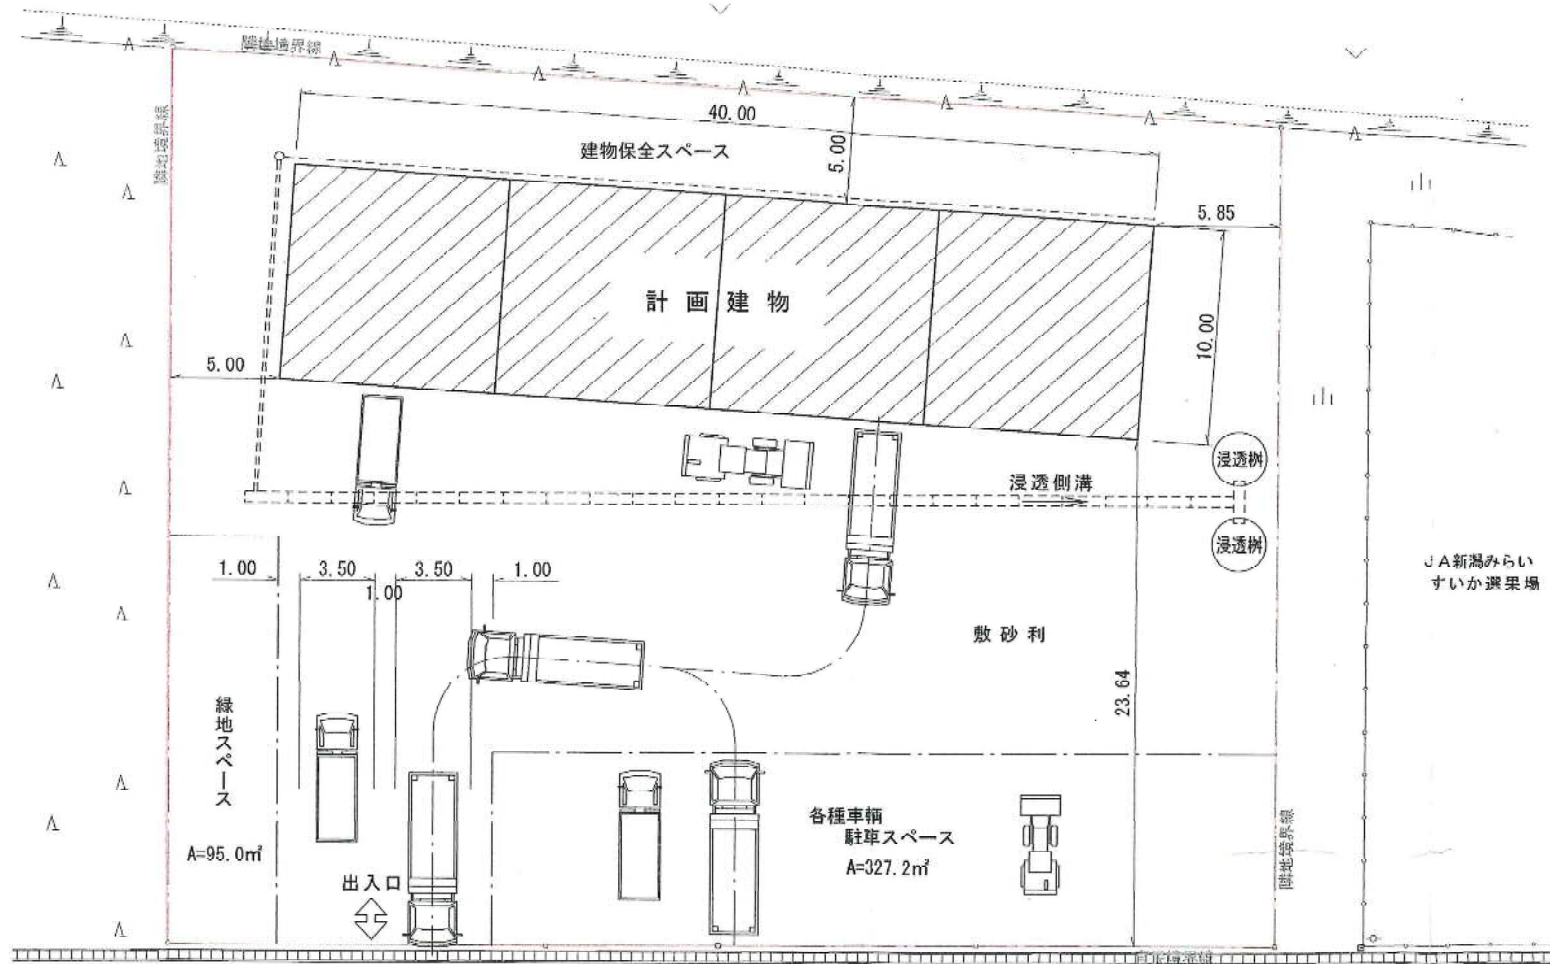 隣地境界線
隣地境界線
40.00
建物保全スペース
5.00
5.85
計画建物
10.00
5.00
浸透桝
浸透側溝
浸透桝
JA新潟みらい
すいか選果場
1.00
3.50
1.00
3.50
1.00
敷砂利
23.64
緑地スペース
A=95.0㎡
各種車輌
駐車スペース
A=327.2㎡
出入口
隣地境界線